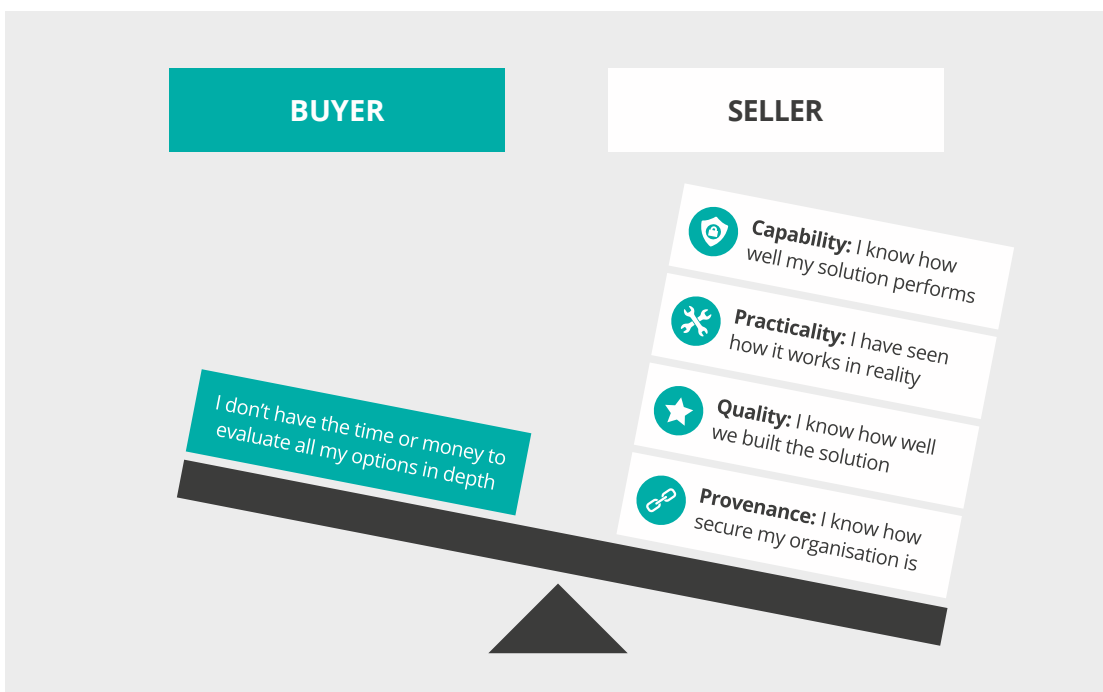 BUYER
SELLER
I don’t have the time or money to
evaluate all my options in depth
Capability: I know how
well my solution performs
Practicality: I have seen
how it works in reality
Quality: I know how well
we built the solution
Provenance: I know how
secure my organisation is